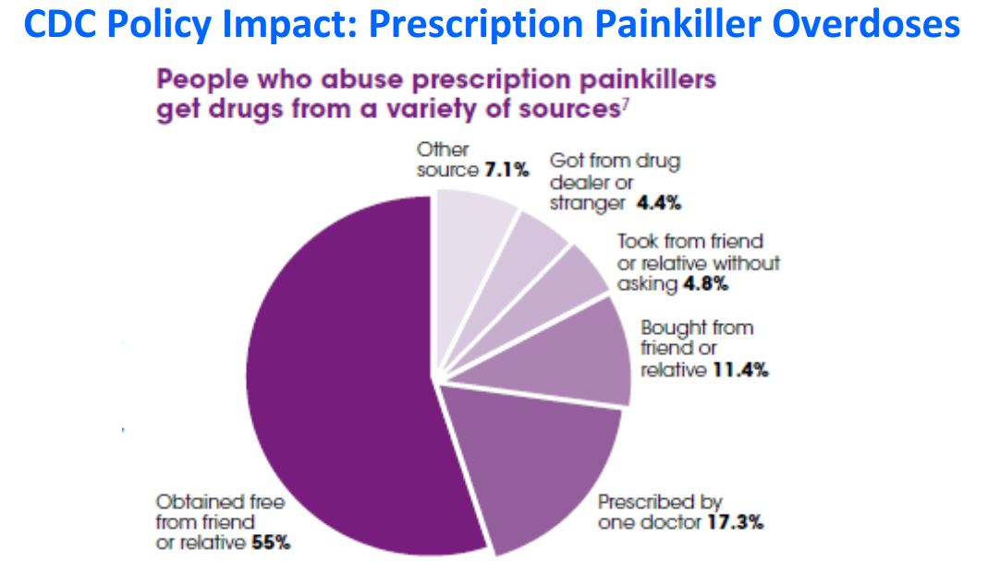 CDC Policy Impact: Prescription Painkiller Overdoses
People who abuse prescription painkillers
get drugs from a variety of sources7
Other
source 7.1%
Got from drug
dealer or
stranger 4.4%
Took from friend
or relative without
asking 4.8%
Bought from
friend or
relative 11.4%
Prescribed by
one doctor 17.3%
Obtained free
from friend
or relative 55%